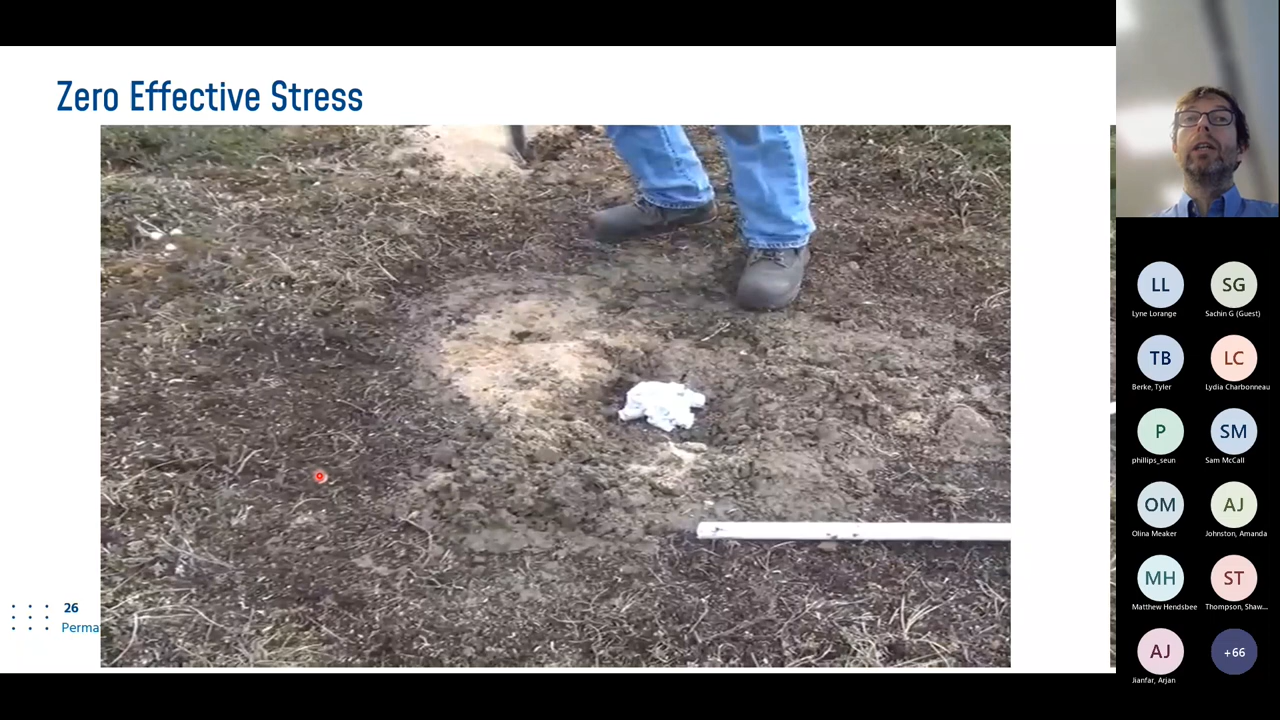 Zero Effective Stress
26
Perma
LL
Lyne Lorange
SG
Sachin G (Guest)
TB
Berke, Tyler
LC
Lydia Charbonneau
P
phillips_seun
SM
Sam McCall
OM
Olina Meaker
AJ
Johnston, Amanda
MH
Matthew Hendsbee
ST
Thompson, Shaw...
AJ
Jianfar, Arjan
+66